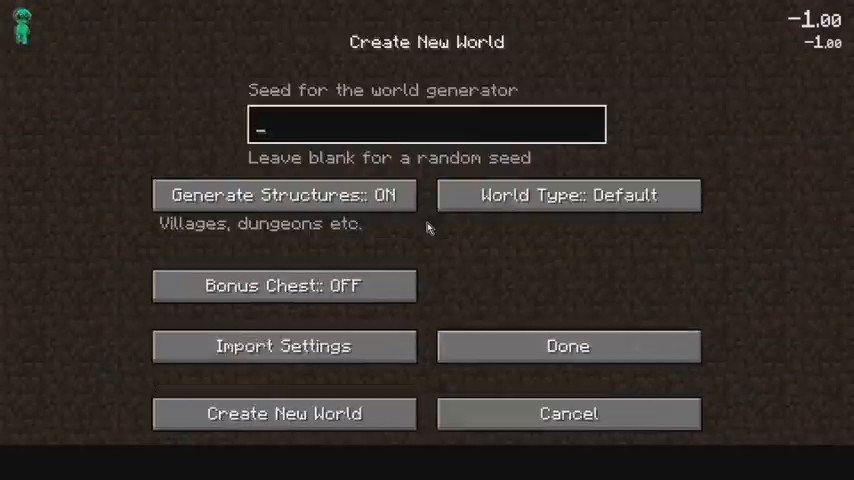 -1.00
-1.00
Create New World
Seed for the world generator
_
Leave blank for a random seed
Generate Structures:: ON
World Type:: Default
Villages, dungeons etc.
Bonus Chest:: OFF
Import Settings
Done
Create New World
Cancel